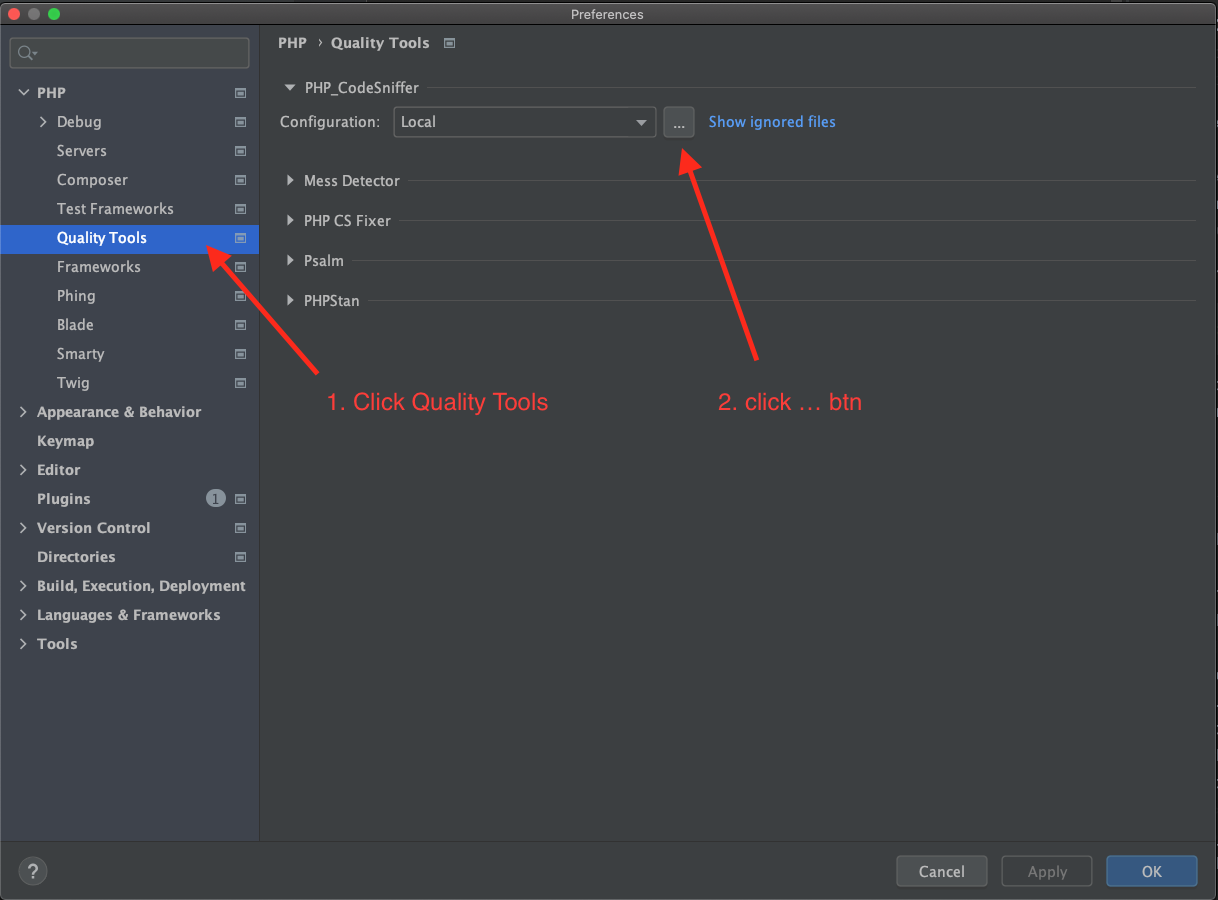 Preferences
PHP › Quality Tools
PHP
Debug
Servers
Composer
Test Frameworks
Quality Tools
Frameworks
Phing
Blade
Smarty
Twig
Appearance & Behavior
Keymap
Editor
Plugins 1
Version Control
Directories
Build, Execution, Deployment
Languages & Frameworks
Tools
PHP_CodeSniffer
Configuration: Local ... Show ignored files
Mess Detector
PHP CS Fixer
Psalm
PHPStan
1. Click Quality Tools
2. click … btn
? Cancel Apply OK